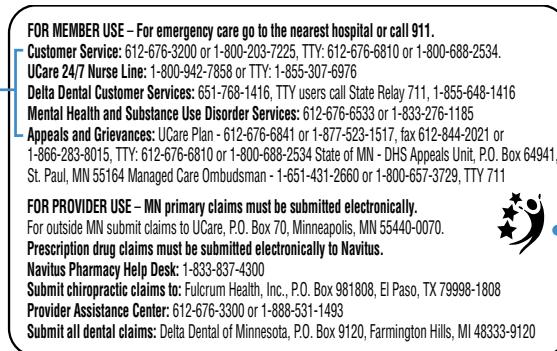 FOR MEMBER USE – For emergency care go to the nearest hospital or call 911.
Customer Service: 612-676-3200 or 1-800-203-7225, TTY: 612-676-6810 or 1-800-688-2534.
UCare 24/7 Nurse Line: 1-800-942-7858 or TTY: 1-855-307-6976
Delta Dental Customer Services: 651-768-1416, TTY users call State Relay 711, 1-855-648-1416
Mental Health and Substance Use Disorder Services: 612-676-6533 or 1-833-276-1185
Appeals and Grievances: UCare Plan - 612-676-6841 or 1-877-523-1517, fax 612-844-2021 or
1-866-283-8015, TTY: 612-676-6810 or 1-800-688-2534 State of MN - DHS Appeals Unit, P.O. Box 64941,
St. Paul, MN 55164 Managed Care Ombudsman - 1-651-431-2660 or 1-800-657-3729, TTY 711
FOR PROVIDER USE – MN primary claims must be submitted electronically.
For outside MN submit claims to UCare, P.O. Box 70, Minneapolis, MN 55440-0070.
Prescription drug claims must be submitted electronically to Navitus.
Navitus Pharmacy Help Desk: 1-833-837-4300
Submit chiropractic claims to: Fulcrum Health, Inc., P.O. Box 981808, El Paso, TX 79998-1808
Provider Assistance Center: 612-676-3300 or 1-888-531-1493
Submit all dental claims: Delta Dental of Minnesota, P.O. Box 9120, Farmington Hills, MI 48333-9120